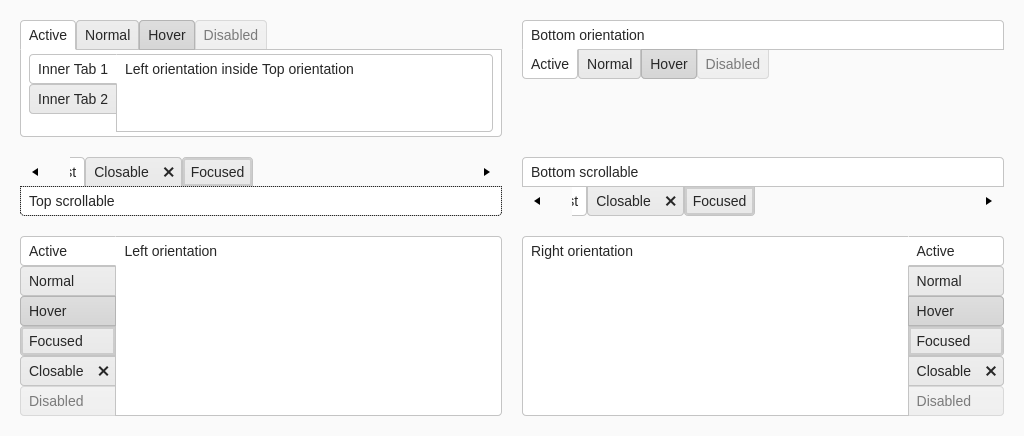 Active Normal Hover Disabled
Inner Tab 1 Left orientation inside Top orientation
Inner Tab 2
Bottom orientation
Active Normal Hover Disabled
Closable Focused
Top scrollable
Bottom scrollable
Closable Focused
Active Left orientation
Normal
Hover
Focused
Closable
Disabled
Right orientation Active
Normal
Hover
Focused
Closable
Disabled